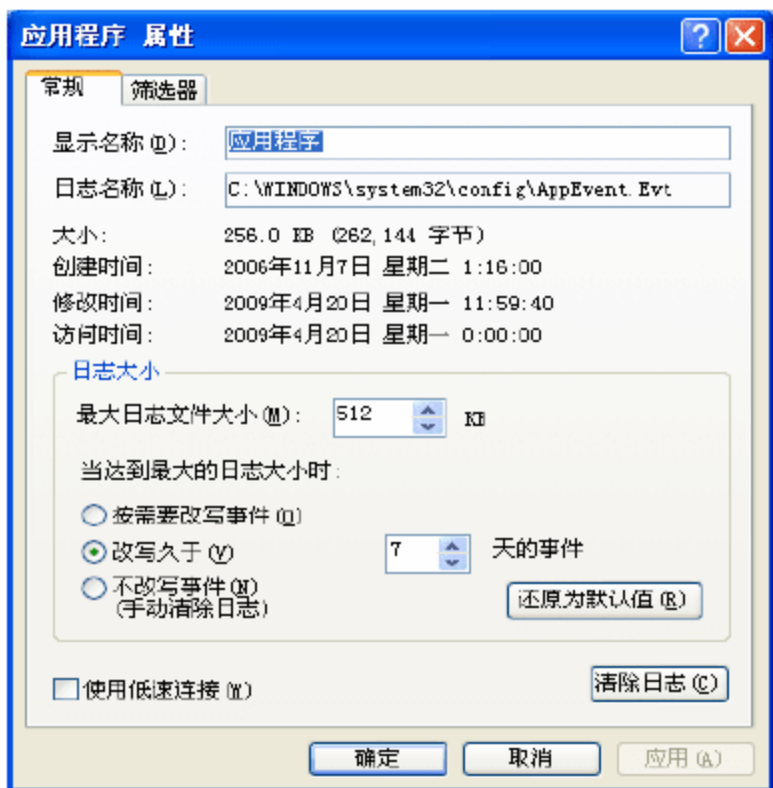 应用程序 属性
常规 筛选器
显示名称(D): 应用程序
日志名称(L): C:\WINDOWS\system32\config\AppEvent.Evt
大小: 256.0 KB (262,144 字节)
创建时间: 2006年11月7日 星期二 1:16:00
修改时间: 2009年4月20日 星期一 11:59:40
访问时间: 2009年4月20日 星期一 0:00:00
日志大小
最大日志文件大小(M): 512 KB
当达到最大的日志大小时:
按需要改写事件(O)
改写久于(V) 7 天的事件
不改写事件(N)
(手动清除日志)
还原为默认值(R)
使用低速连接(W)
清除日志(C)
确定 取消 应用(A)